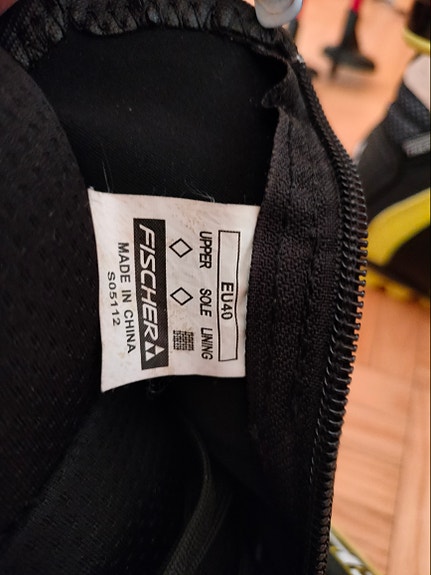 EU40
UPPER SOLE LINING
FISCHER
MADE IN CHINA
S05112